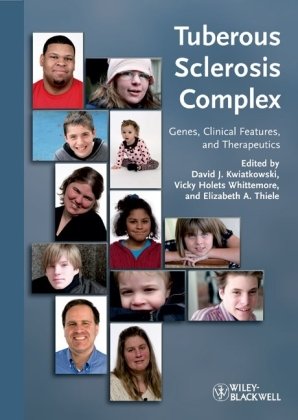 Tuberous
Sclerosis
Complex
Genes, Clinical Features,
and Therapeutics
Edited by
David J. Kwiatkowski,
Vicky Holets Whittemore,
and Elizabeth A. Thiele
WILEY-
BLACKWELL